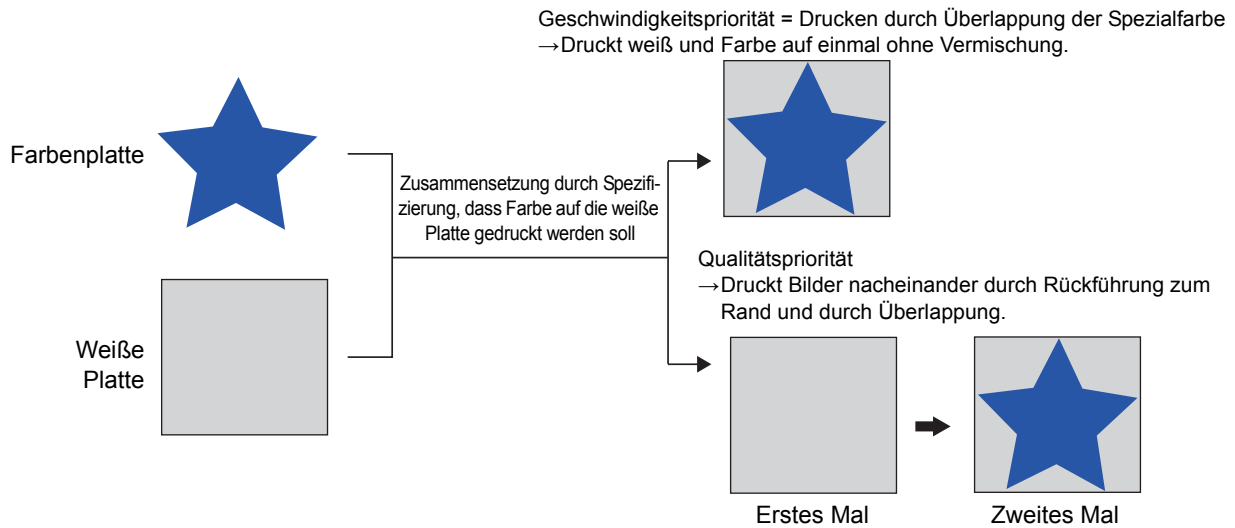 Geschwindigkeitspriorität = Drucken durch Überlappung der Spezialfarbe
→Druckt weiß und Farbe auf einmal ohne Vermischung.
Farbenplatte
Zusammensetzung durch Spezifi-
zierung, dass Farbe auf die weiße
Platte gedruckt werden soll
Qualitätspriorität
→Druckt Bilder nacheinander durch Rückführung zum
Rand und durch Überlappung.
Weiße
Platte
Erstes Mal
Zweites Mal